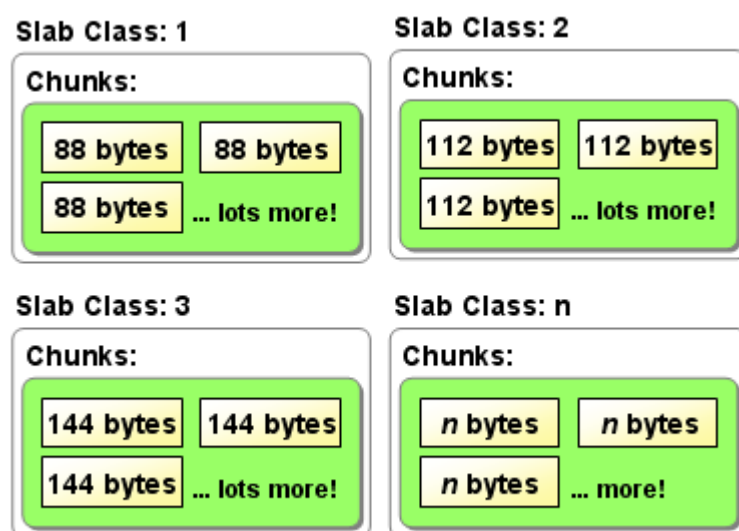 Slab Class: 1
Chunks:
88 bytes 88 bytes
88 bytes ... lots more!
Slab Class: 2
Chunks:
112 bytes 112 bytes
112 bytes ... lots more!
Slab Class: 3
Chunks:
144 bytes 144 bytes
144 bytes ... lots more!
Slab Class: n
Chunks:
n bytes n bytes
n bytes ... more!